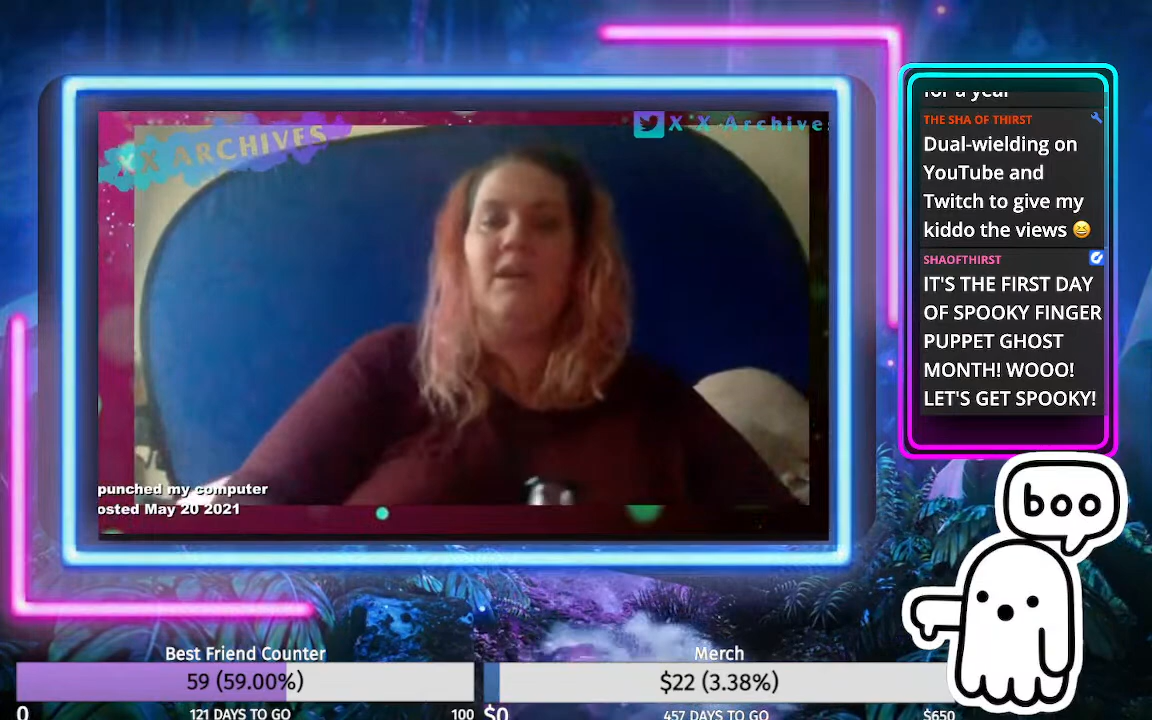 XX ARCHIVES
X X Archive
punched my computer
osted May 20 2021
for a year
THE SHA OF THIRST
Dual-wielding on
YouTube and
Twitch to give my
kiddo the views 😆
SHAOFTHIRST
IT'S THE FIRST DAY
OF SPOOKY FINGER
PUPPET GHOST
MONTH! WOOO!
LET'S GET SPOOKY!
boo
Best Friend Counter
59 (59.00%)
0 121 DAYS TO GO 100
Merch
$22 (3.38%)
$0 457 DAYS TO GO $650